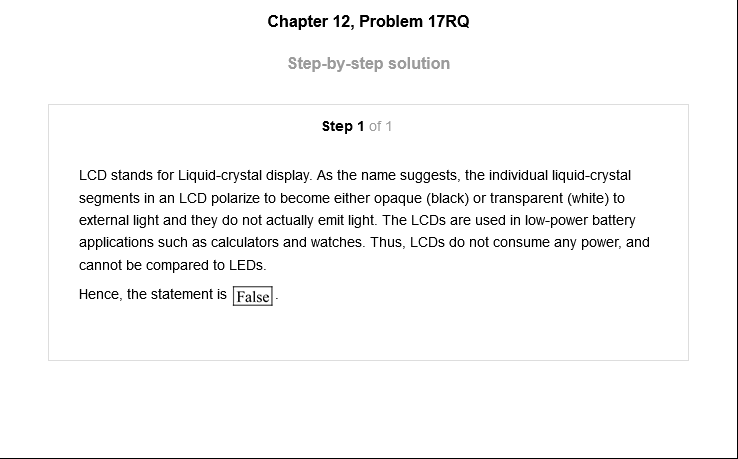 Chapter 12, Problem 17RQ
Step-by-step solution
Step 1 of 1
LCD stands for Liquid-crystal display. As the name suggests, the individual liquid-crystal
segments in an LCD polarize to become either opaque (black) or transparent (white) to
external light and they do not actually emit light. The LCDs are used in low-power battery
applications such as calculators and watches. Thus, LCDs do not consume any power, and
cannot be compared to LEDs.
Hence, the statement is False.